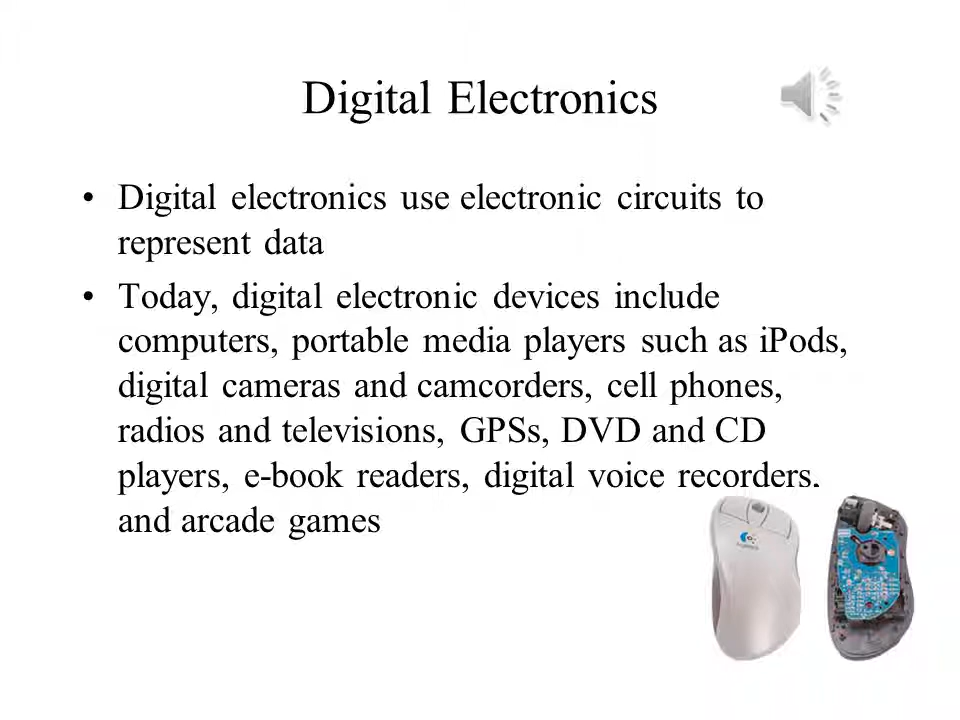 Digital Electronics
• Digital electronics use electronic circuits to
represent data
• Today, digital electronic devices include
computers, portable media players such as iPods,
digital cameras and camcorders, cell phones,
radios and televisions, GPSs, DVD and CD
players, e-book readers, digital voice recorders,
and arcade games